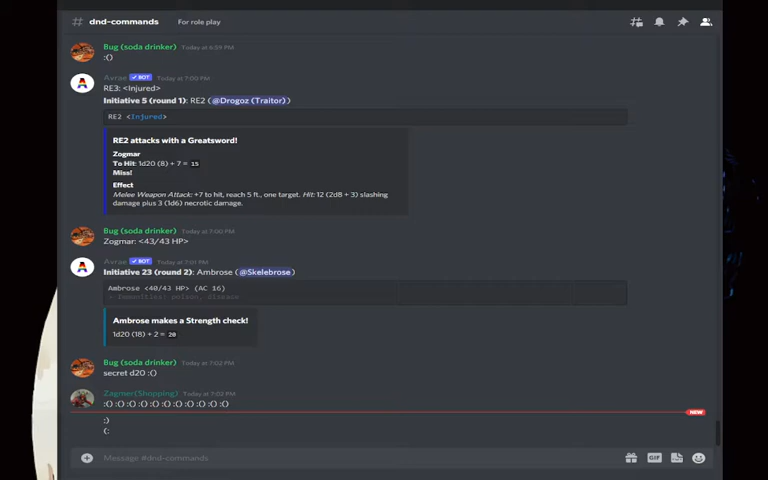 # dnd-commands For role play
Bug (soda drinker) Today at 6:59 PM
:()
Avrae BOT Today at 7:00 PM
RE3: <Injured>
Initiative 5 (round 1): RE2 (@Drogoz (Traitor))
RE2 <Injured>
RE2 attacks with a Greatsword!
Zogmar
To Hit: 1d20 (8) + 7 = 15
Miss!
Effect
Melee Weapon Attack: +7 to hit, reach 5 ft., one target. Hit: 12 (2d8 + 3) slashing
damage plus 3 (1d6) necrotic damage.
Bug (soda drinker) Today at 7:00 PM
Zogmar: <43/43 HP>
Avrae BOT Today at 7:01 PM
Initiative 23 (round 2): Ambrose (@Skelebrose)
Ambrose <40/43 HP> (AC 16)
> Immunities: poison, disease
Ambrose makes a Strength check!
1d20 (18) + 2 = 20
Bug (soda drinker) Today at 7:02 PM
secret d20 :()
Zagmer(Shopping) Today at 7:03 PM
:() :() :() :() :() :() :() :() :() :() :()
NEW
:)
(:
Message #dnd-commands
GIF